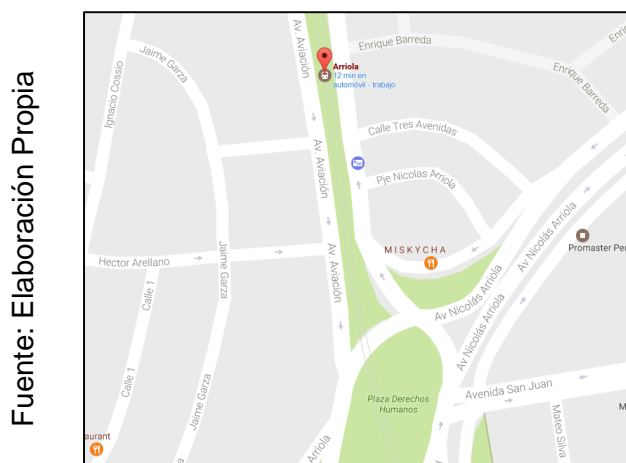 Fuente: Elaboración Propia
Ignacio Cossio
Jaime Garza
Av. Aviación
Arriola
12 min en
automóvil - trabajo
Enrique Barreda
Enrique Barreda
Enri
Calle Tres Avenidas
Av. Aviación
Pje Nicolas Arriola
MISKYCHA
Promaster Pe
Hector Arellano
Jaime Garza
Av. Aviación
Calle 1
Av Nicolás Arriola
Av Nicolás Arriola
Av Nicolás Arriola
Plaza Derechos
Humanos
Avenida San Juan
Calle 1
Jaime Garza
Arriola
Mateo Silva
M
aurant